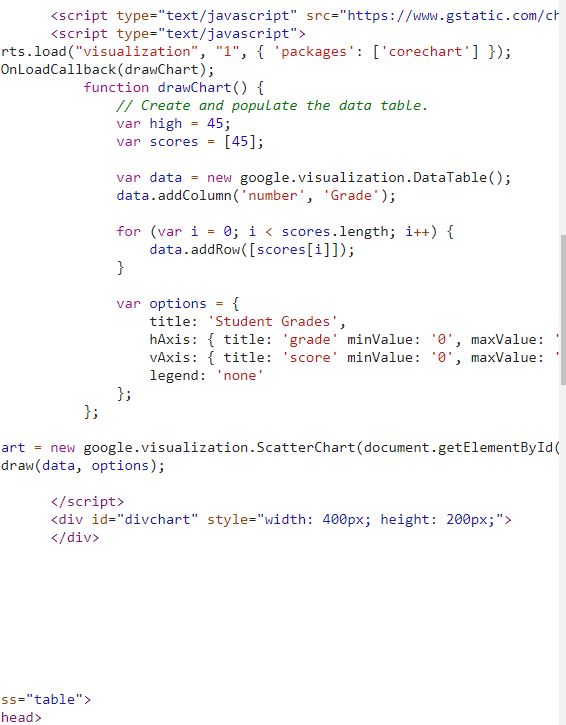 <script type="text/javascript" src="https://www.gstatic.com/ch
<script type="text/javascript">
rts.load("visualization", "1", { 'packages': ['corechart'] });
OnLoadCallback(drawChart);
function drawChart() {
// Create and populate the data table.
var high = 45;
var scores = [45];
var data = new google.visualization.DataTable();
data.addColumn('number', 'Grade');
for (var i = 0; i < scores.length; i++) {
data.addRow([scores[i]]);
}
var options = {
title: 'Student Grades',
hAxis: { title: 'grade' minValue: '0', maxValue: '
vAxis: { title: 'score' minValue: '0', maxValue: '
legend: 'none'
};
};
art = new google.visualization.ScatterChart(document.getElementById(
draw(data, options);
</script>
<div id="divchart" style="width: 400px; height: 200px;">
</div>
ss="table">
head>